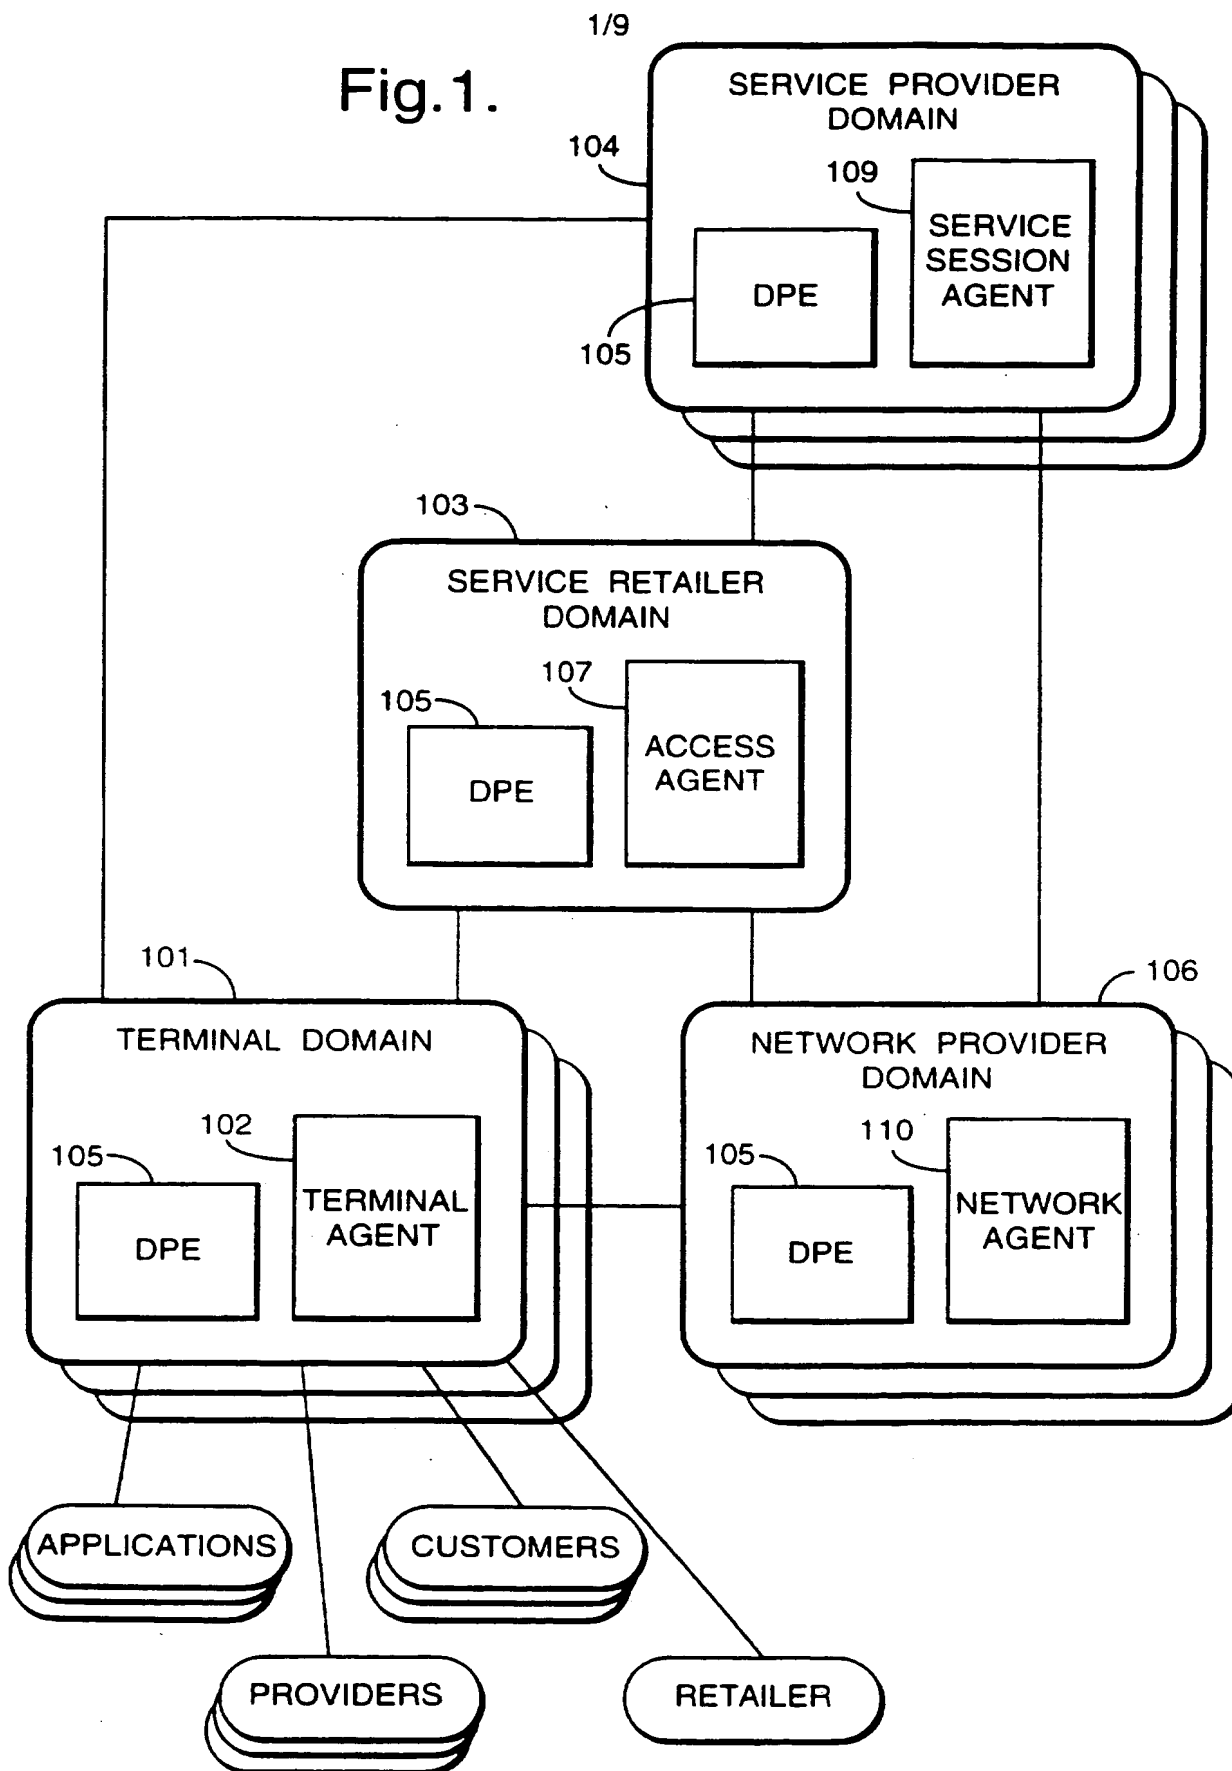 1/9
Fig.1.
SERVICE PROVIDER
DOMAIN
104
109
SERVICE
SESSION
AGENT
DPE
105
103
SERVICE RETAILER
DOMAIN
107
105
ACCESS
AGENT
DPE
101
106
TERMINAL DOMAIN
NETWORK PROVIDER
DOMAIN
102
110
105
105
TERMINAL
AGENT
NETWORK
AGENT
DPE
DPE
APPLICATIONS
CUSTOMERS
PROVIDERS
RETAILER